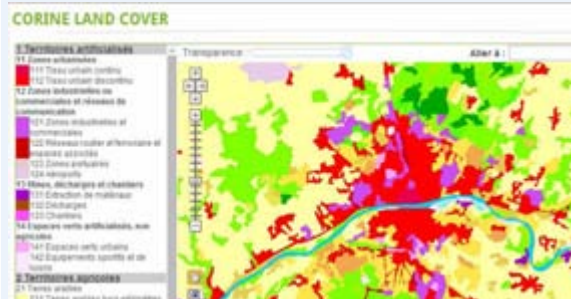 CORINE LAND COVER
1 Territoires artificialisés
Transparence
Aller à :
11 Zones urbanisées
111 Tissu urbain continu
112 Tissu urbain discontinu
12 Zones industrielles ou
commerciales et réseaux de
communication
121 Zones industrielles et
commerciales
122 Réseaux routier et ferroviaire et
espaces associés
123 Zones portuaires
124 Aéroports
13 Mines, décharges et chantiers
131 Extraction de matériaux
132 Décharges
133 Chantiers
14 Espaces verts artificialisés, non
agricoles
141 Espaces verts urbains
142 Equipements sportifs et de
loisirs
2 Territoires agricoles
21 Terres arables